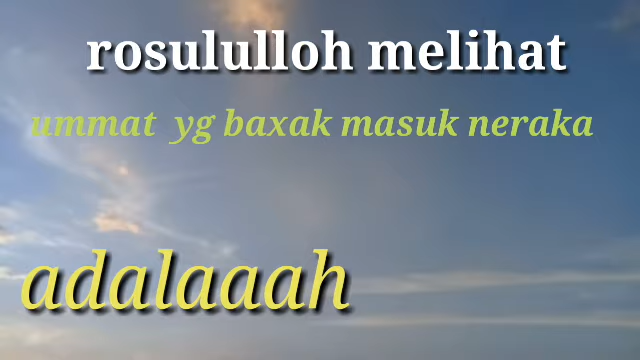 rosululloh melihat
ummat yg baxak masuk neraka
adalaaah